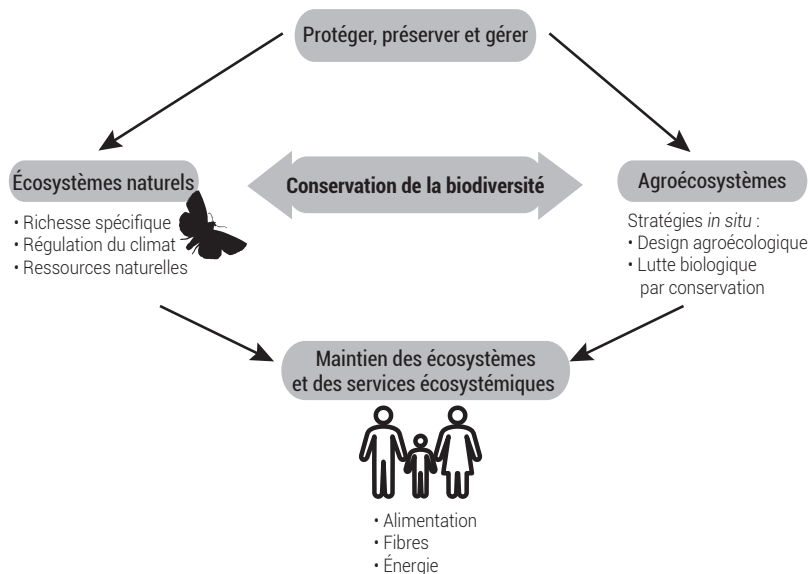 Protéger, préserver et gérer
Écosystèmes naturels
• Richesse spécifique
• Régulation du climat
• Ressources naturelles
Conservation de la biodiversité
Agroécosystèmes
Stratégies in situ :
• Design agroécologique
• Lutte biologique
par conservation
Maintien des écosystèmes
et des services écosystémiques
• Alimentation
• Fibres
• Énergie